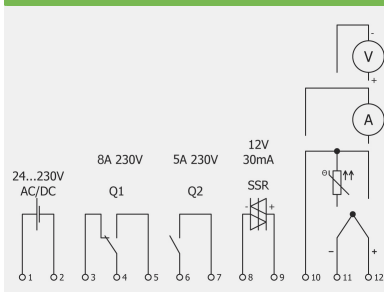 -
V
+
A
12V
8A 230V 5A 230V 30mA
24...230V
AC/DC Q1 Q2 SSR
- +
- +
1 2 3 4 5 6 7 8 9 10 11 12